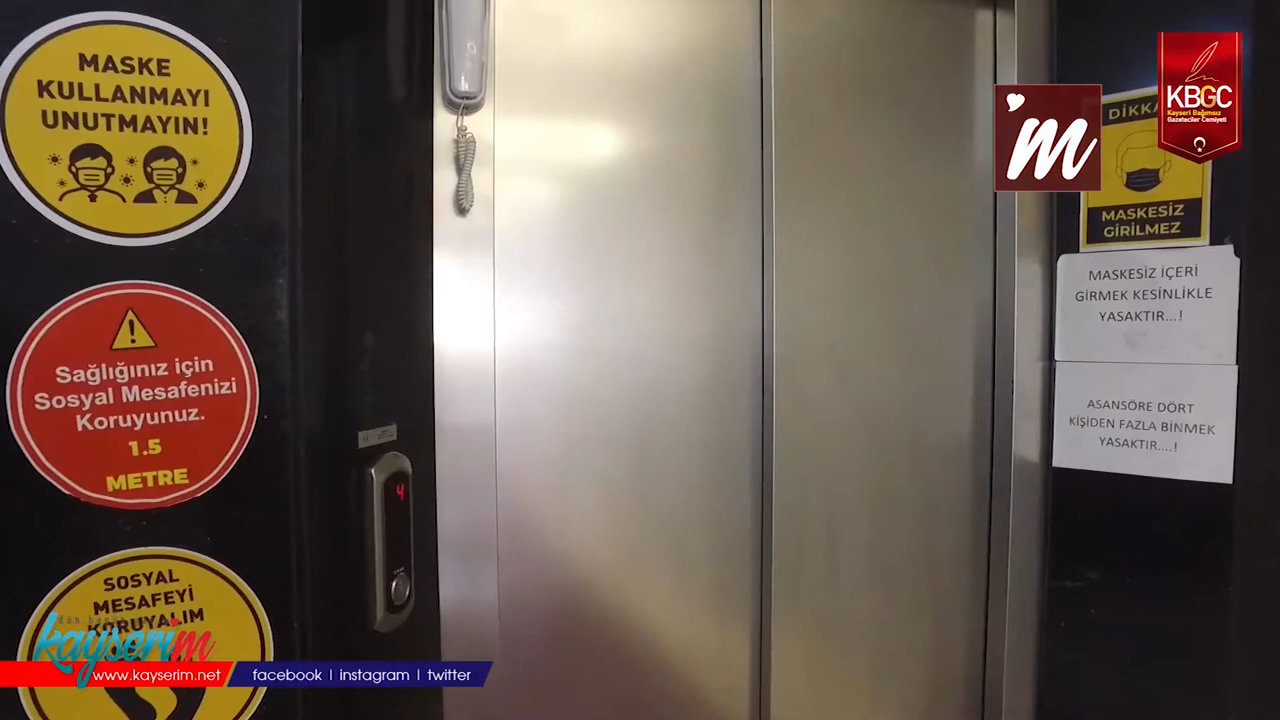 MASKE
KULLANMAYI
UNUTMAYIN!
Sağlığınız için
Sosyal Mesafenizi
Koruyunuz.
1.5
METRE
SOSYAL
MESAFEYİ
KORUYALIM
kayserim
www.kayserim.net
facebook | instagram | twitter
4
'm
KBGC
Kayseri Bağımsız
Gazeteciler Cemiyeti
MASKESİZ
GİRİLMEZ
MASKESİZ İÇERİ
GİRMEK KESİNLİKLE
YASAKTIR...!
ASANSÖRE DÖRT
KİŞİDEN FAZLA BİNMEK
YASAKTIR....!